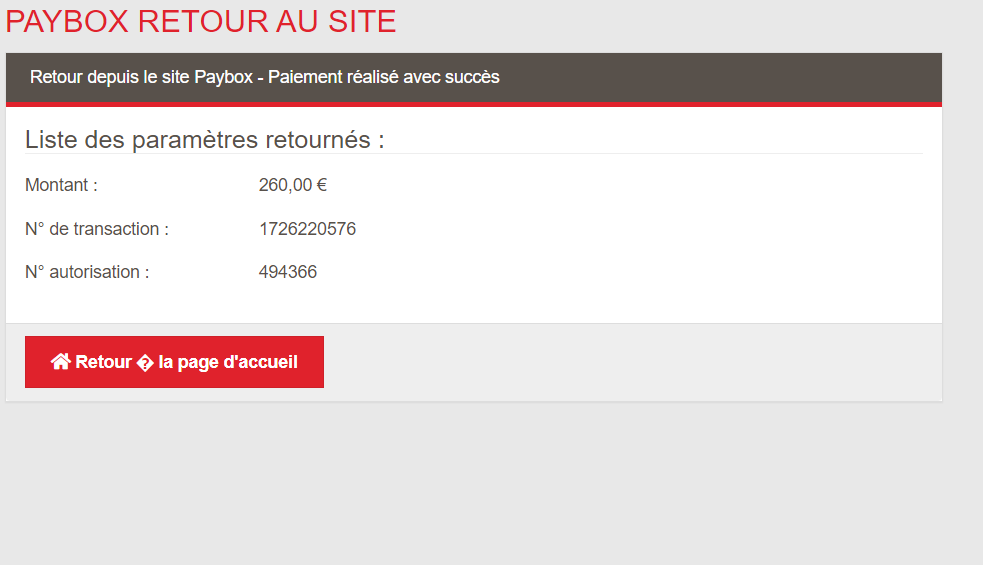 PAYBOX RETOUR AU SITE
Retour depuis le site Paybox - Paiement réalisé avec succès
Liste des paramètres retournés :
Montant : 260,00 €
N° de transaction : 1726220576
N° autorisation : 494366
Retour � la page d'accueil